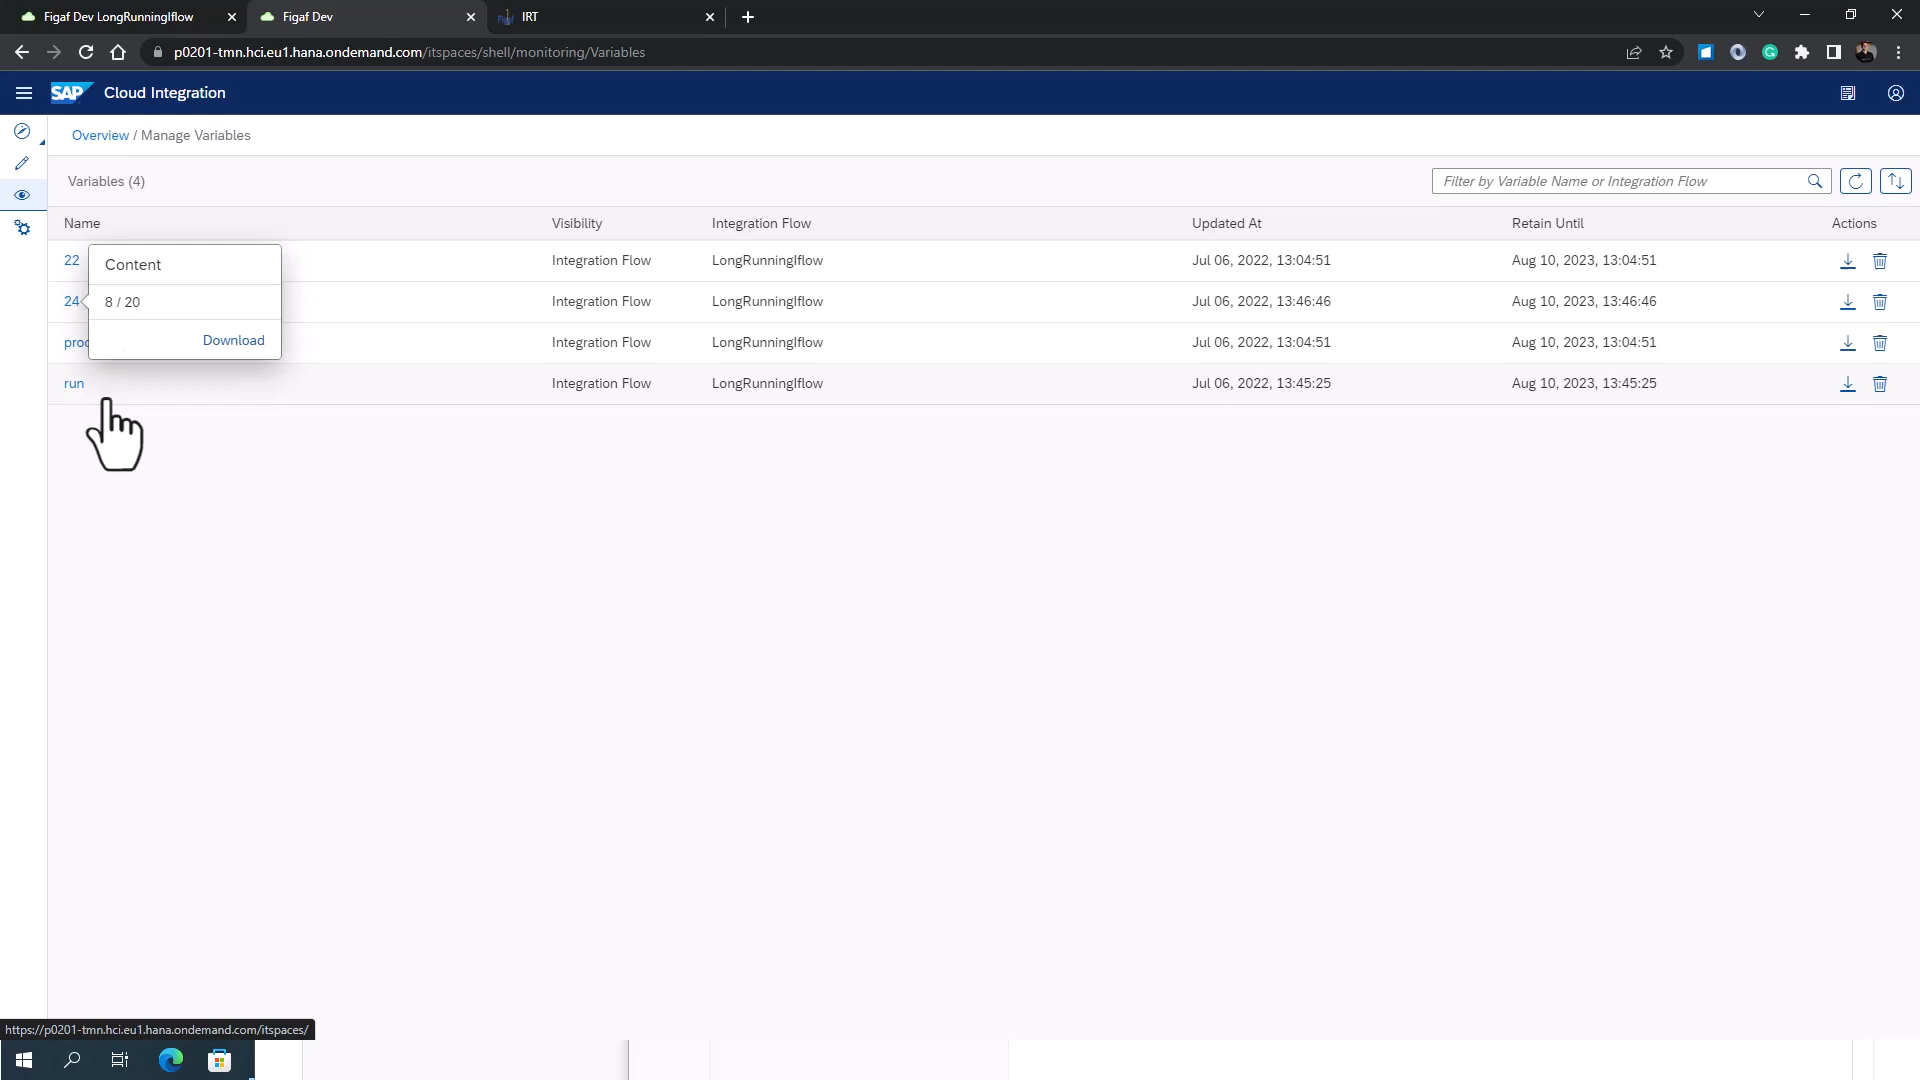 Figaf Dev LongRunningIflow
Figaf Dev
IRT
p0201-tmn.hci.eu1.hana.ondemand.com/itspaces/shell/monitoring/Variables
SAP Cloud Integration
Overview / Manage Variables
Variables (4)
Filter by Variable Name or Integration Flow
Name Visibility Integration Flow Updated At Retain Until Actions
22 Integration Flow LongRunningIflow Jul 06, 2022, 13:04:51 Aug 10, 2023, 13:04:51
Content
24 Integration Flow LongRunningIflow Jul 06, 2022, 13:46:46 Aug 10, 2023, 13:46:46
8 / 20
Integration Flow LongRunningIflow Jul 06, 2022, 13:04:51 Aug 10, 2023, 13:04:51
Download
run Integration Flow LongRunningIflow Jul 06, 2022, 13:45:25 Aug 10, 2023, 13:45:25
https://p0201-tmn.hci.eu1.hana.ondemand.com/itspaces/